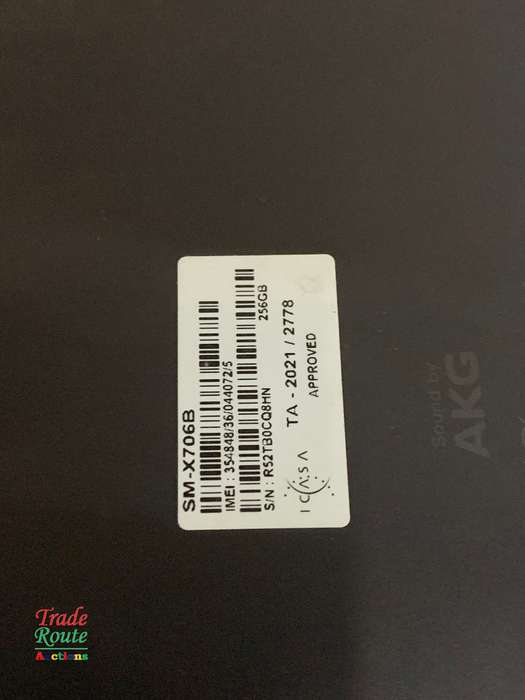 SM-X706B
IMEI : 354848/36/044072/5
S/N : R52TB0CQ8HN 256GB
ICASA
TA - 2021 / 2778
APPROVED
Sound by
AKG
Trade
Route
Auctions